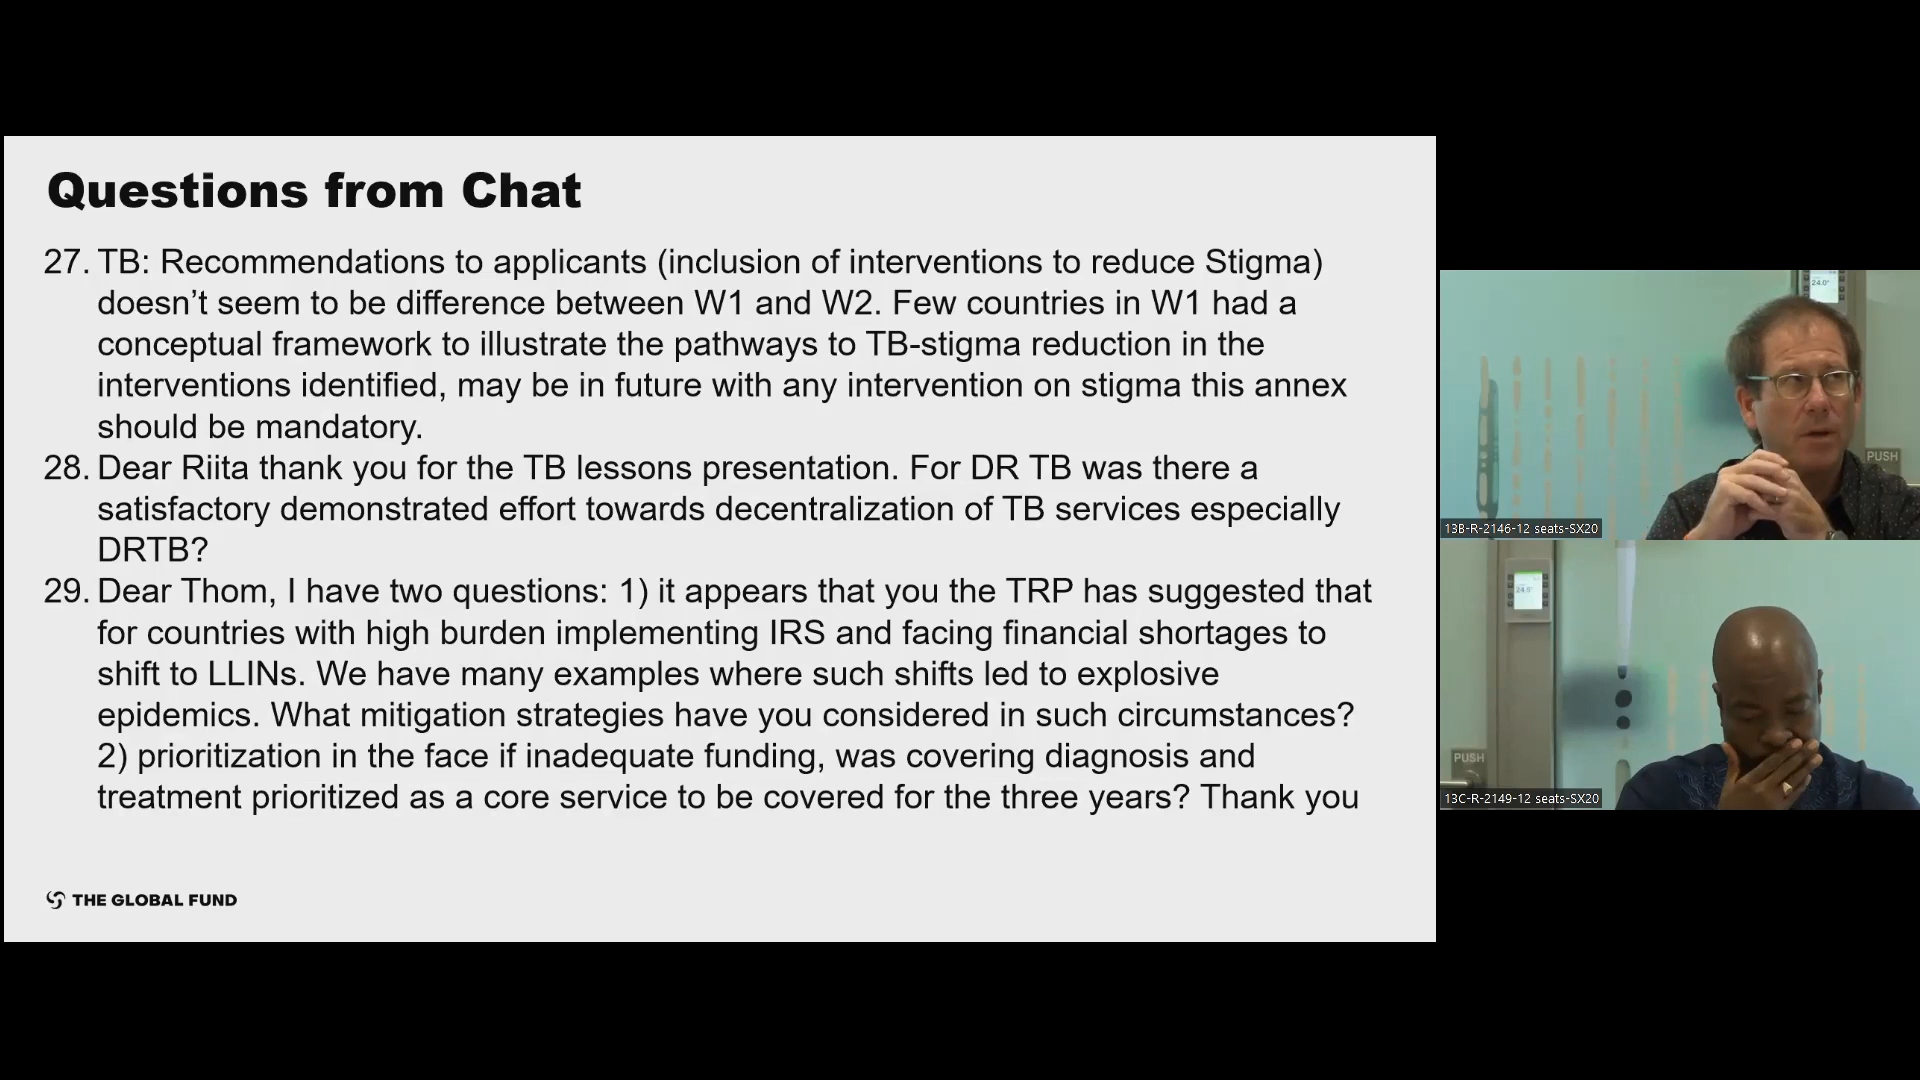 Questions from Chat
27. TB: Recommendations to applicants (inclusion of interventions to reduce Stigma)
doesn’t seem to be difference between W1 and W2. Few countries in W1 had a
conceptual framework to illustrate the pathways to TB-stigma reduction in the
interventions identified, may be in future with any intervention on stigma this annex
should be mandatory.
28. Dear Riita thank you for the TB lessons presentation. For DR TB was there a
satisfactory demonstrated effort towards decentralization of TB services especially
DRTB?
29. Dear Thom, I have two questions: 1) it appears that you the TRP has suggested that
for countries with high burden implementing IRS and facing financial shortages to
shift to LLINs. We have many examples where such shifts led to explosive
epidemics. What mitigation strategies have you considered in such circumstances?
2) prioritization in the face if inadequate funding, was covering diagnosis and
treatment prioritized as a core service to be covered for the three years? Thank you
THE GLOBAL FUND
24.0°
PUSH
13B-R-2146-12 seats-SX20
PUSH
13C-R-2149-12 seats-SX20